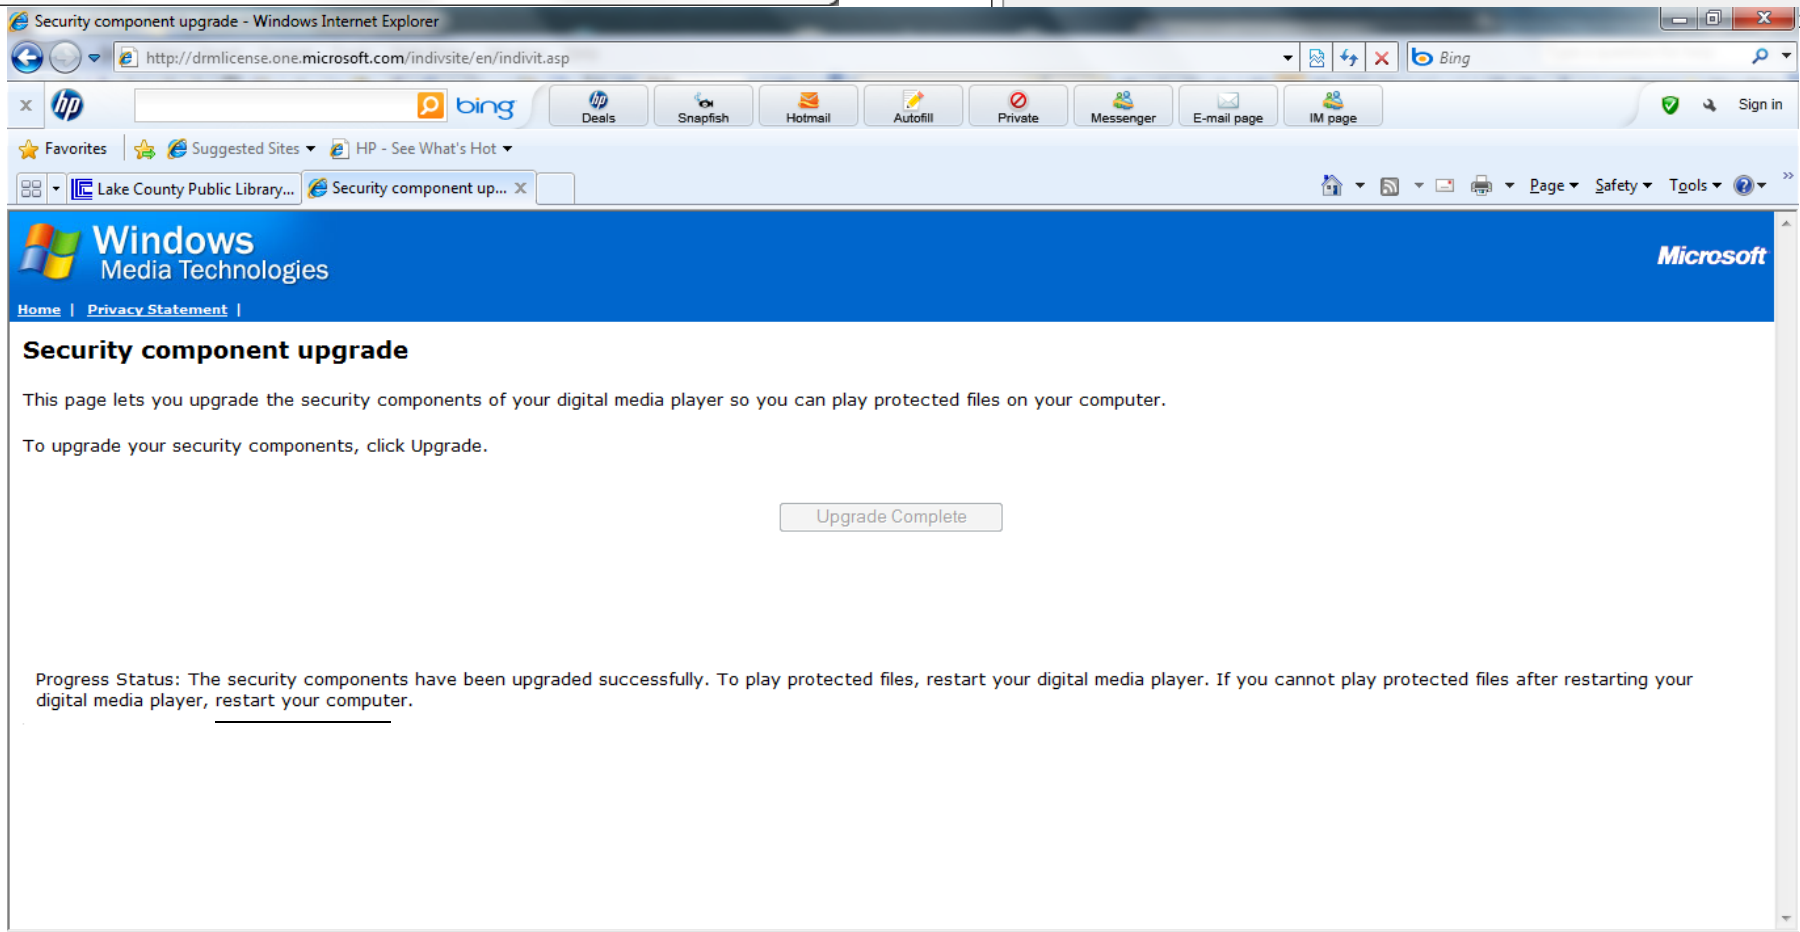 Security component upgrade - Windows Internet Explorer
http://drmlicense.one.microsoft.com/indivsite/en/indivit.asp
Bing
x hp bing
Deals Snapfish Hotmail Autofill Private Messenger E-mail page IM page
Sign in
Favorites Suggested Sites HP - See What's Hot
Lake County Public Library... Security component up... X
Page Safety Tools »
Windows
Media Technologies
Microsoft
Home | Privacy Statement |
Security component upgrade
This page lets you upgrade the security components of your digital media player so you can play protected files on your computer.
To upgrade your security components, click Upgrade.
Upgrade Complete
Progress Status: The security components have been upgraded successfully. To play protected files, restart your digital media player. If you cannot play protected files after restarting your
digital media player, restart your computer.